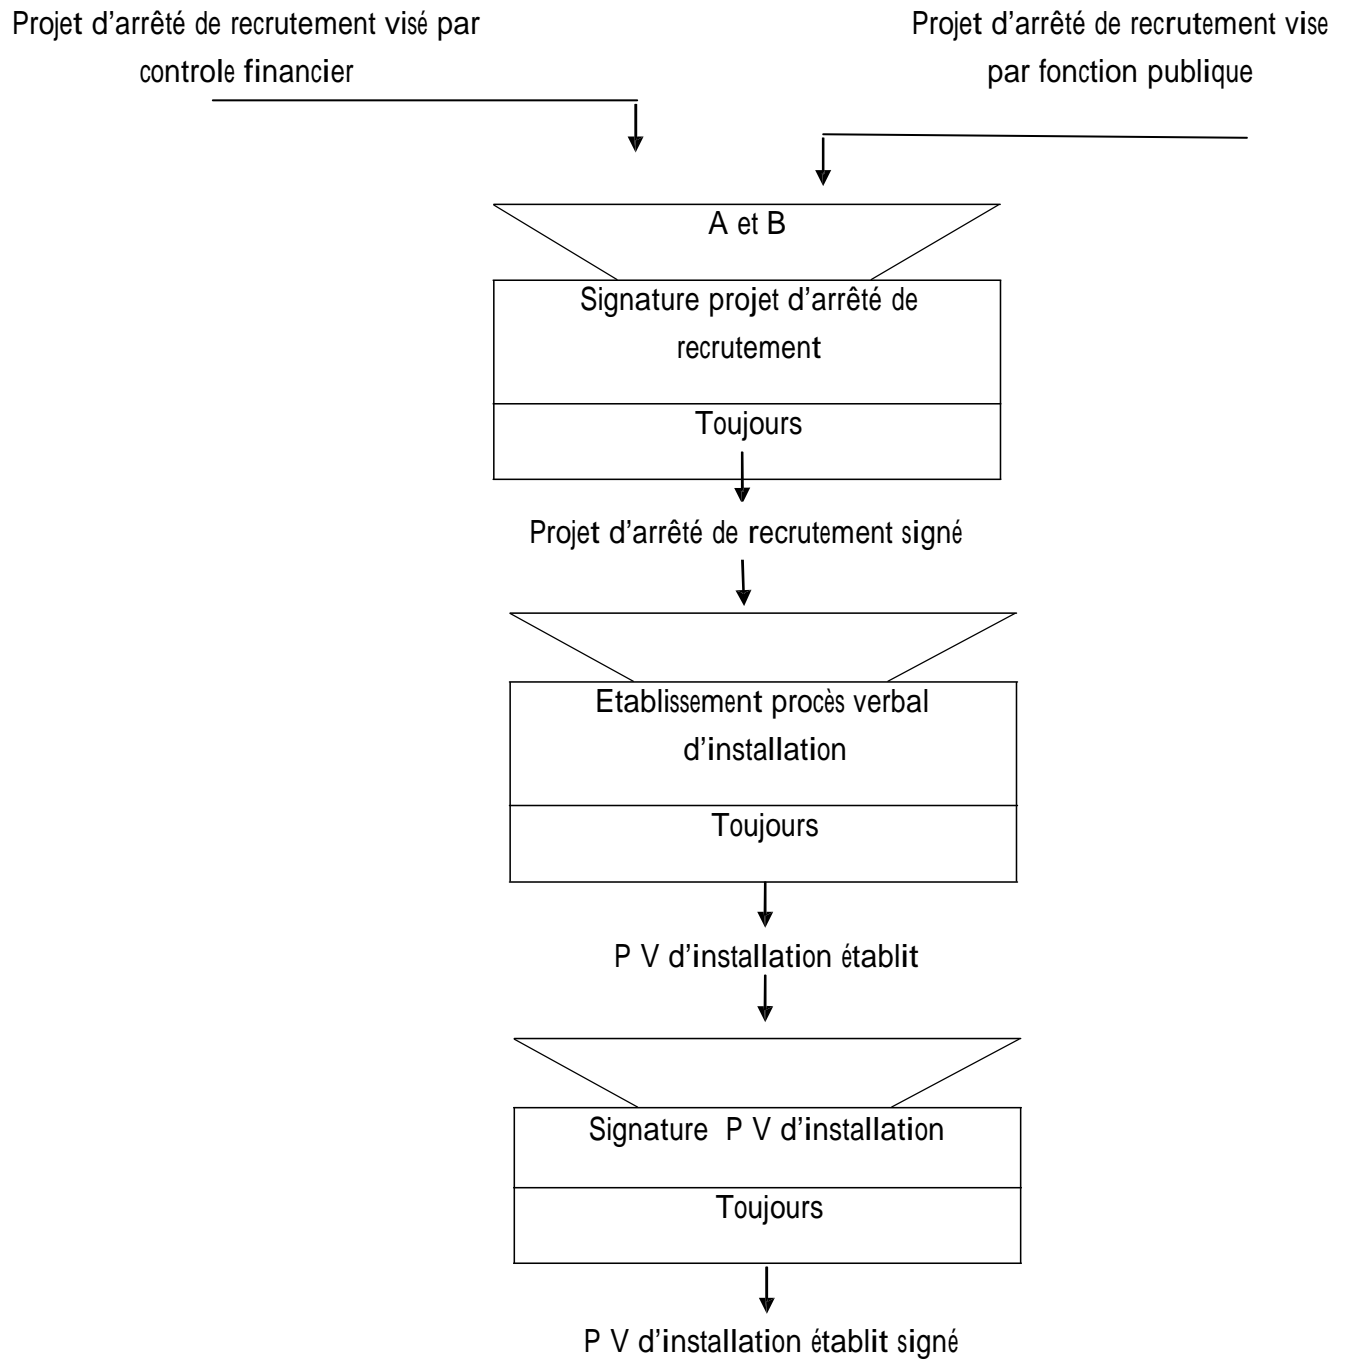 Projet d'arrêté de recrutement visé par
controle financier
Projet d'arrêté de recrutement vise
par fonction publique
A et B
Signature projet d'arrêté de
recrutement
Toujours
Projet d'arrêté de recrutement signé
Etablissement procès verbal
d'installation
Toujours
P V d'installation établit
Signature P V d'installation
Toujours
P V d'installation établit signé